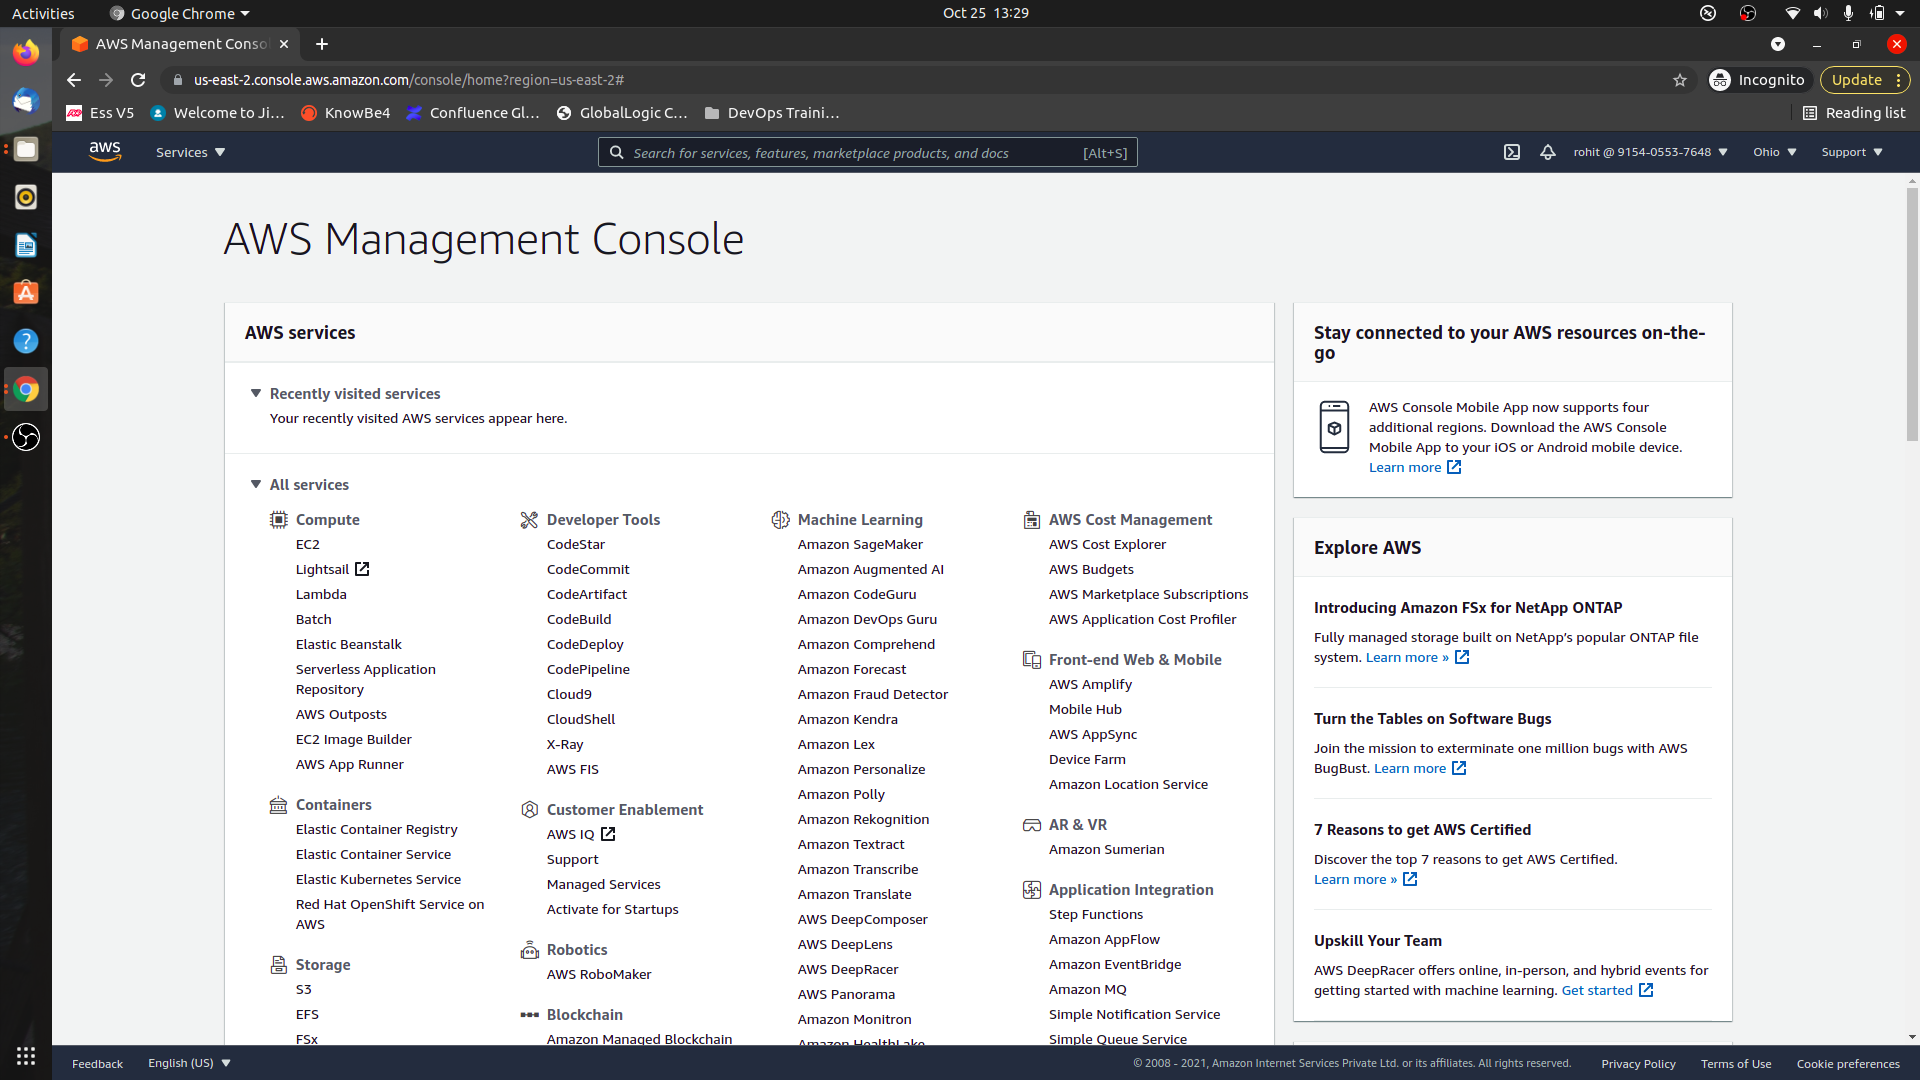 Activities
Google Chrome
Oct 25 13:29
AWS Management Conso
us-east-2.console.aws.amazon.com/console/home?region=us-east-2#
Incognito
Update
Ess V5
Welcome to Ji...
KnowBe4
Confluence Gl...
GlobalLogic C...
DevOps Traini...
Reading list
aws
Services
Search for services, features, marketplace products, and docs
[Alt+S]
rohit @ 9154-0553-7648
Ohio
Support
AWS Management Console
AWS services
Recently visited services
Your recently visited AWS services appear here.
All services
Compute
EC2
Lightsail
Lambda
Batch
Elastic Beanstalk
Serverless Application
Repository
AWS Outposts
EC2 Image Builder
AWS App Runner
Containers
Elastic Container Registry
Elastic Container Service
Elastic Kubernetes Service
Red Hat OpenShift Service on
AWS
Storage
S3
EFS
FSx
Developer Tools
CodeStar
CodeCommit
CodeArtifact
CodeBuild
CodeDeploy
CodePipeline
Cloud9
CloudShell
X-Ray
AWS FIS
Customer Enablement
AWS IQ
Support
Managed Services
Activate for Startups
Robotics
AWS RoboMaker
Blockchain
Amazon Managed Blockchain
Machine Learning
Amazon SageMaker
Amazon Augmented AI
Amazon CodeGuru
Amazon DevOps Guru
Amazon Comprehend
Amazon Forecast
Amazon Fraud Detector
Amazon Kendra
Amazon Lex
Amazon Personalize
Amazon Polly
Amazon Rekognition
Amazon Textract
Amazon Transcribe
Amazon Translate
AWS DeepComposer
AWS DeepLens
AWS DeepRacer
AWS Panorama
Amazon Monitron
Amazon HealthLake
AWS Cost Management
AWS Cost Explorer
AWS Budgets
AWS Marketplace Subscriptions
AWS Application Cost Profiler
Front-end Web & Mobile
AWS Amplify
Mobile Hub
AWS AppSync
Device Farm
Amazon Location Service
AR & VR
Amazon Sumerian
Application Integration
Step Functions
Amazon AppFlow
Amazon EventBridge
Amazon MQ
Simple Notification Service
Simple Queue Service
Stay connected to your AWS resources on-the-
go
AWS Console Mobile App now supports four
additional regions. Download the AWS Console
Mobile App to your iOS or Android mobile device.
Learn more
Explore AWS
Introducing Amazon FSx for NetApp ONTAP
Fully managed storage built on NetApp’s popular ONTAP file
system. Learn more »
Turn the Tables on Software Bugs
Join the mission to exterminate one million bugs with AWS
BugBust. Learn more
7 Reasons to get AWS Certified
Discover the top 7 reasons to get AWS Certified.
Learn more »
Upskill Your Team
AWS DeepRacer offers online, in-person, and hybrid events for
getting started with machine learning. Get started
Feedback
English (US)
© 2008 - 2021, Amazon Internet Services Private Ltd. or its affiliates. All rights reserved.
Privacy Policy
Terms of Use
Cookie preferences